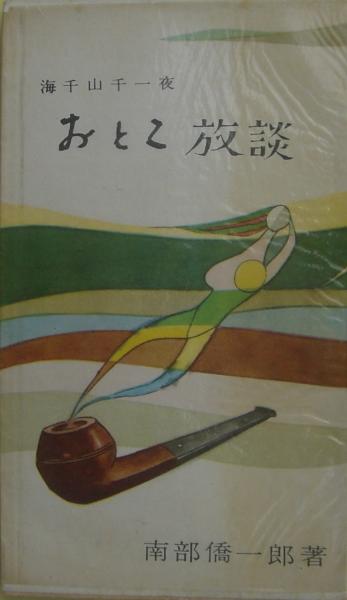 海千山千一夜
おとこ放談
南部僑一郎著